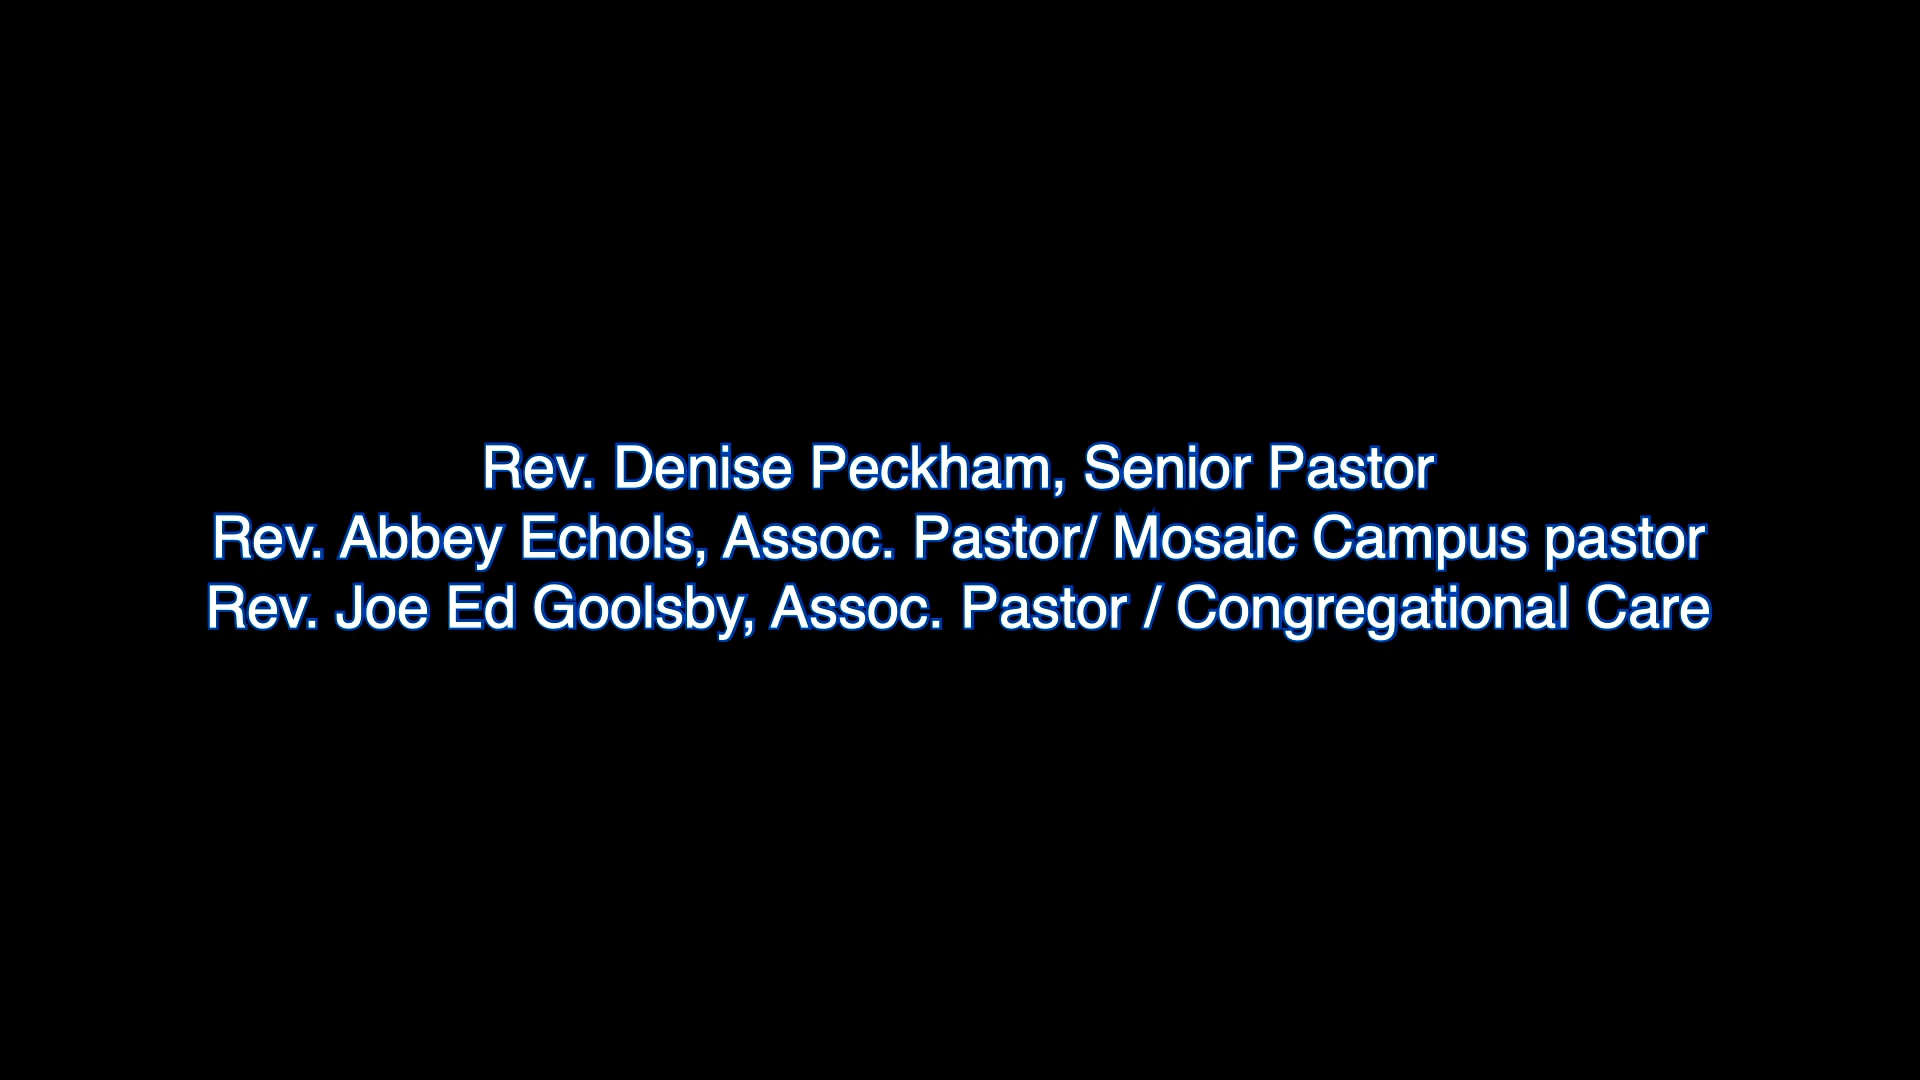 Rev. Denise Peckham, Senior Pastor
Rev. Abbey Echols, Assoc. Pastor/ Mosaic Campus pastor
Rev. Joe Ed Goolsby, Assoc. Pastor / Congregational Care